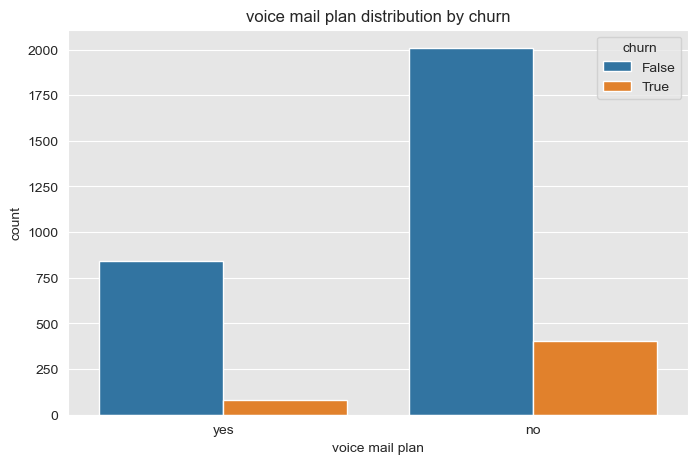 voice mail plan distribution by churn
churn
False
True
count
2000
1750
1500
1250
1000
750
500
250
0
yes
no
voice mail plan